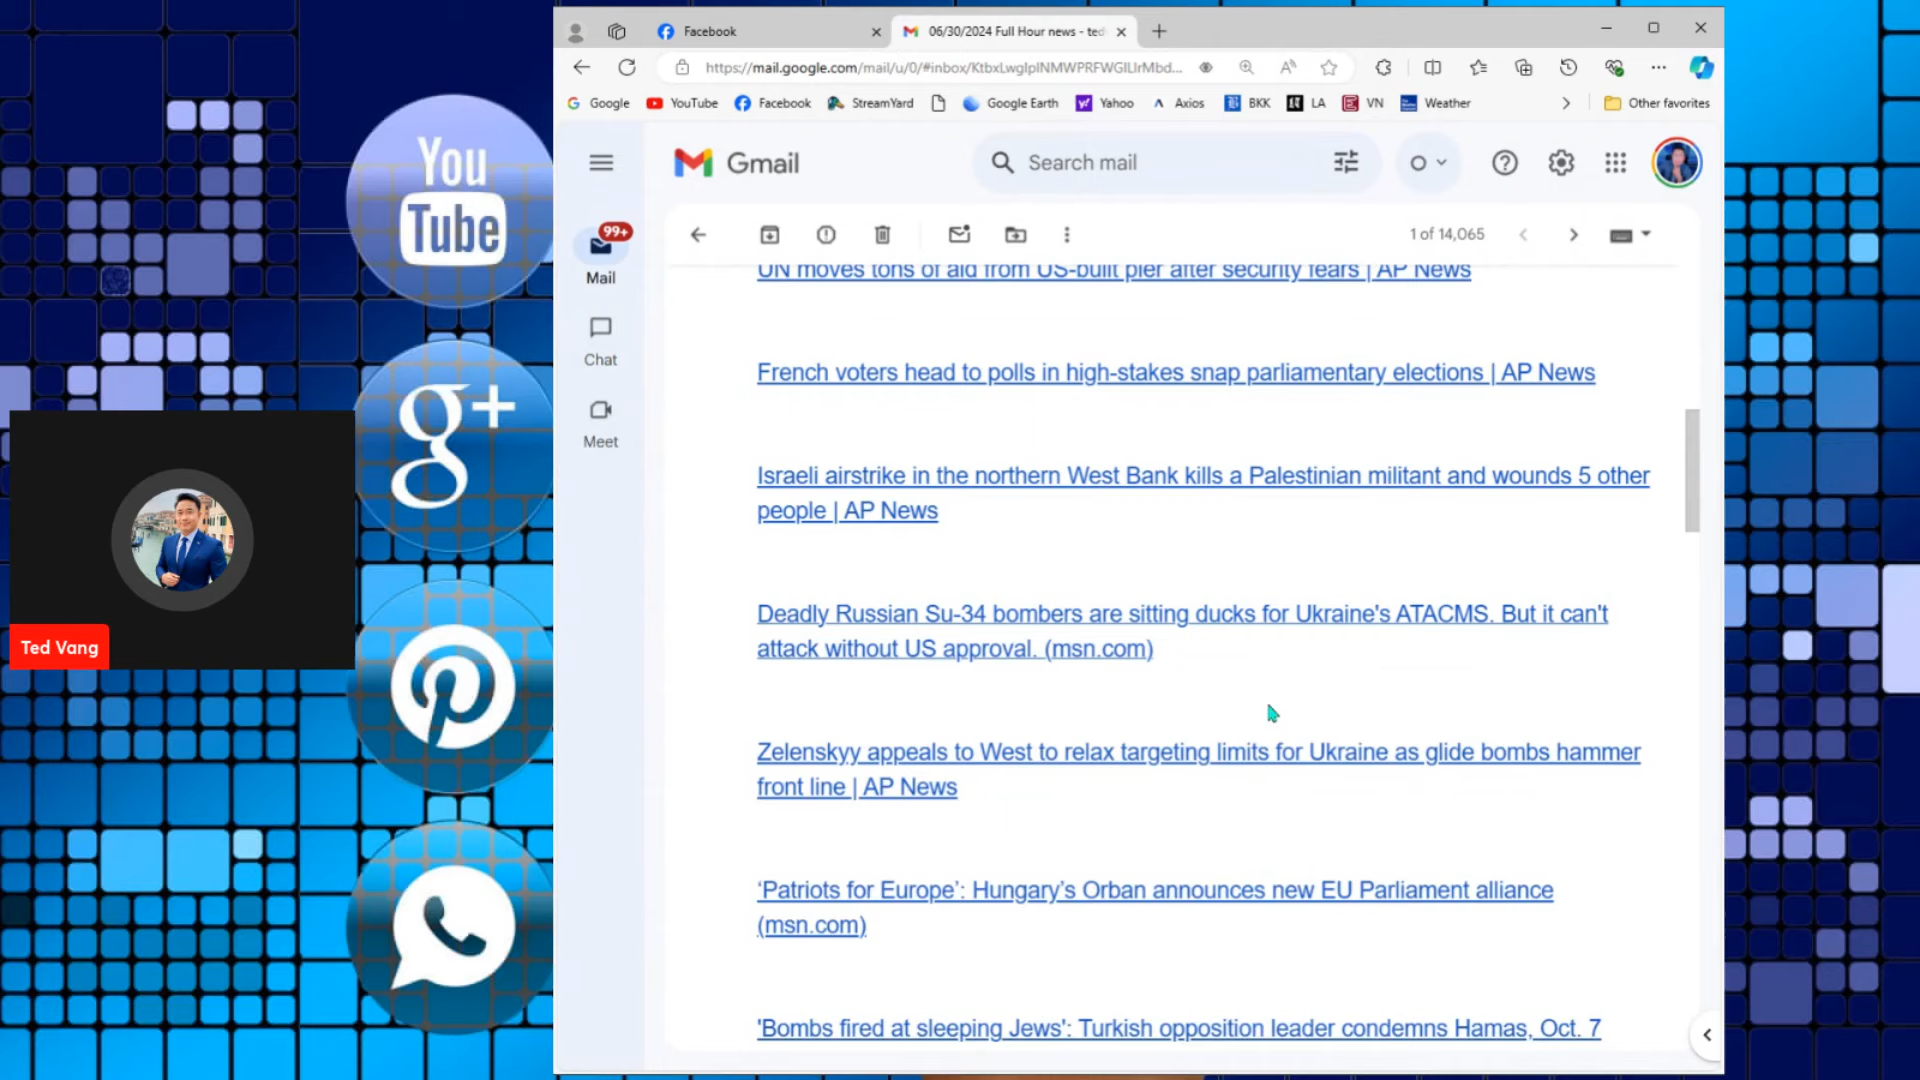 Facebook
06/30/2024 Full Hour news - ted
https://mail.google.com/mail/u/0/#inbox/KtbxLwgIpINMWPRFWGILIrMbd...
Google
YouTube
Facebook
StreamYard
Google Earth
Yahoo
Axios
BKK
LA
VN
Weather
Other favorites
Gmail
Search mail
99+
Mail
Chat
Meet
1 of 14,065
UN moves tons of aid from US-built pier after security fears | AP News
French voters head to polls in high-stakes snap parliamentary elections | AP News
Israeli airstrike in the northern West Bank kills a Palestinian militant and wounds 5 other
people | AP News
Deadly Russian Su-34 bombers are sitting ducks for Ukraine's ATACMS. But it can't
attack without US approval. (msn.com)
Zelenskyy appeals to West to relax targeting limits for Ukraine as glide bombs hammer
front line | AP News
‘Patriots for Europe’: Hungary’s Orban announces new EU Parliament alliance
(msn.com)
'Bombs fired at sleeping Jews': Turkish opposition leader condemns Hamas, Oct. 7
You
Tube
g+
Ted Vang